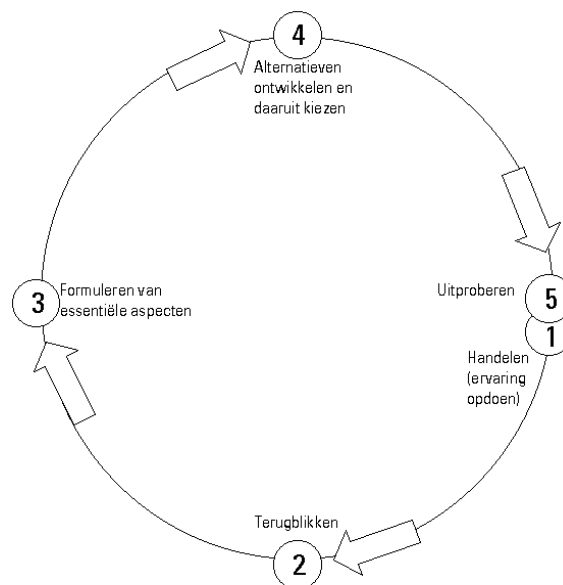 4
Alternatieven
ontwikkelen en
daaruit kiezen
3
Formuleren van
essentiële aspecten
Uitproberen
5
1
Handelen
(ervaring
opdoen)
Terugblikken
2